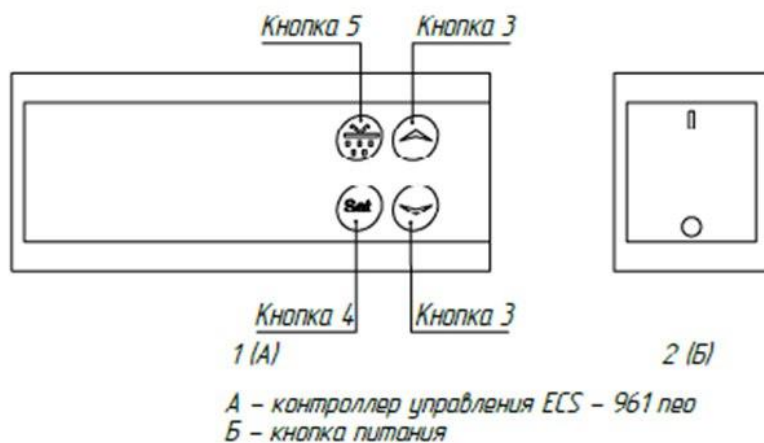 Кнопка 5 Кнопка 3
Set
Кнопка 4 Кнопка 3
1 (А) 2 (Б)
А – контроллер управления ECS – 961 neo
Б – кнопка питания